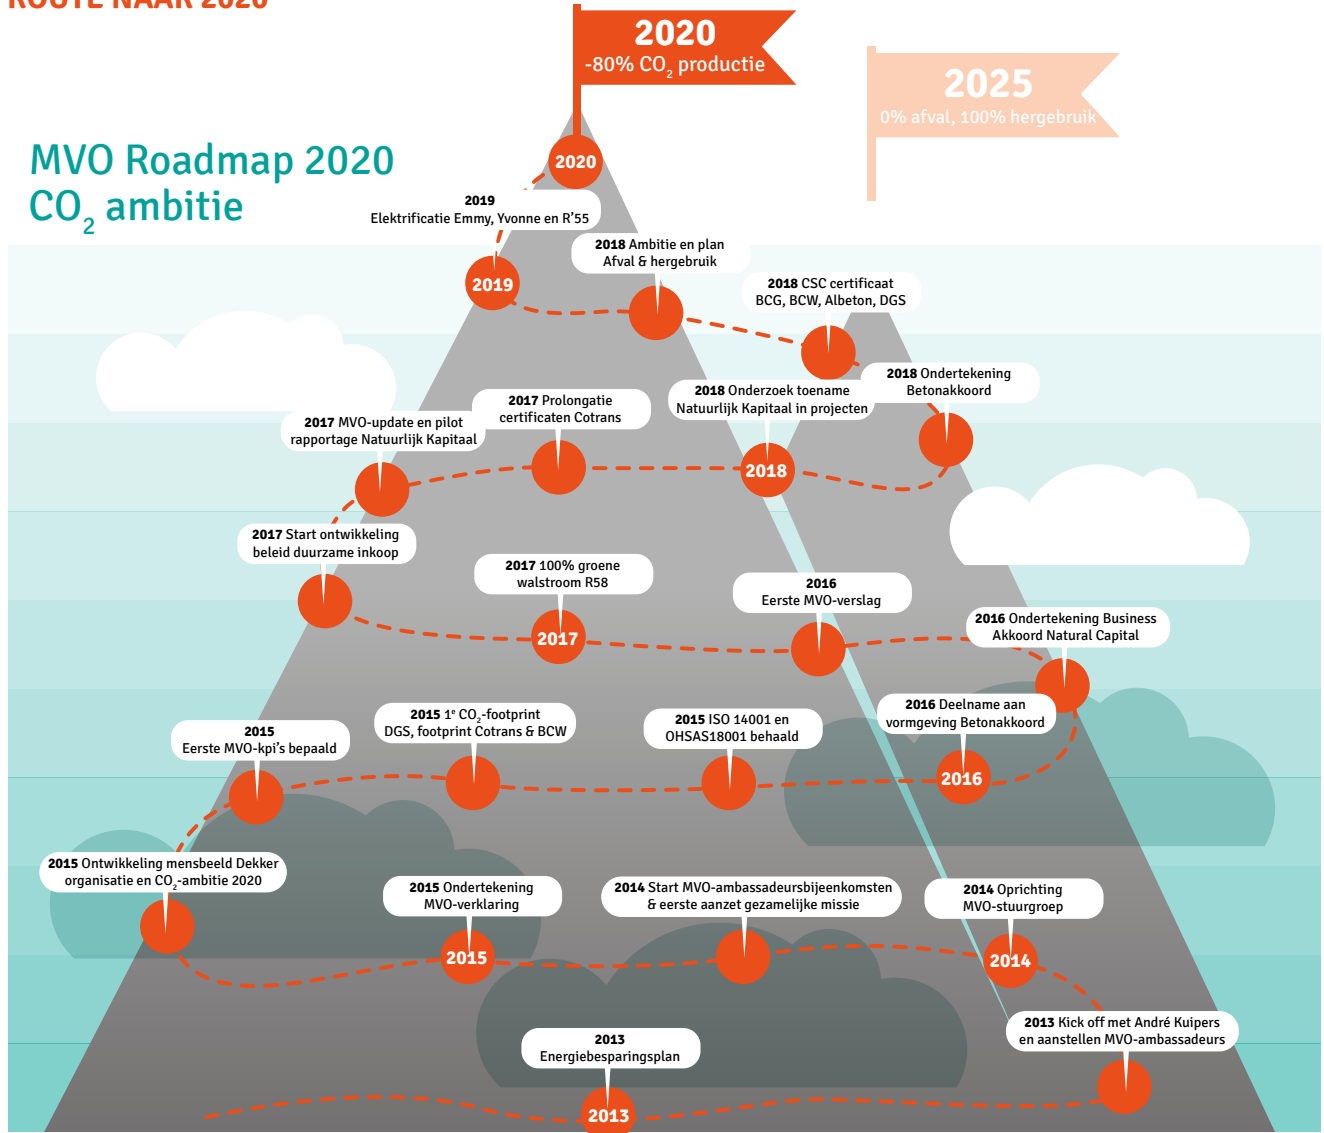 ROUTE NAAR 2020
2020
-80% CO₂ productie
2025
0% afval, 100% hergebruik
MVO Roadmap 2020
CO₂ ambitie
2020
2019
Elektrificatie Emmy, Yvonne en R’55
2019
2018 Ambitie en plan
Afval & hergebruik
2018 CSC certificaat
BCG, BCW, Albeton, DGS
2018 Ondertekening
Betonakkoord
2018 Onderzoek toename
Natuurlijk Kapitaal in projecten
2018
2017 Prolongatie
certificaten Cotrans
2017 MVO-update en pilot
rapportage Natuurlijk Kapitaal
2017 Start ontwikkeling
beleid duurzame inkoop
2017 100% groene
walstroom R58
2017
2016
Eerste MVO-verslag
2016 Ondertekening Business
Akkoord Natural Capital
2016 Deelname aan
vormgeving Betonakkoord
2016
2015 ISO 14001 en
OHSAS18001 behaald
2015 1ᵉ CO₂-footprint
DGS, footprint Cotrans & BCW
2015
Eerste MVO-kpi’s bepaald
2015 Ontwikkeling mensbeeld Dekker
organisatie en CO₂-ambitie 2020
2015 Ondertekening
MVO-verklaring
2015
2014 Start MVO-ambassadeursbijeenkomsten
& eerste aanzet gezamelijke missie
2014 Oprichting
MVO-stuurgroep
2014
2013 Kick off met André Kuipers
en aanstellen MVO-ambassadeurs
2013
Energiebesparingsplan
2013